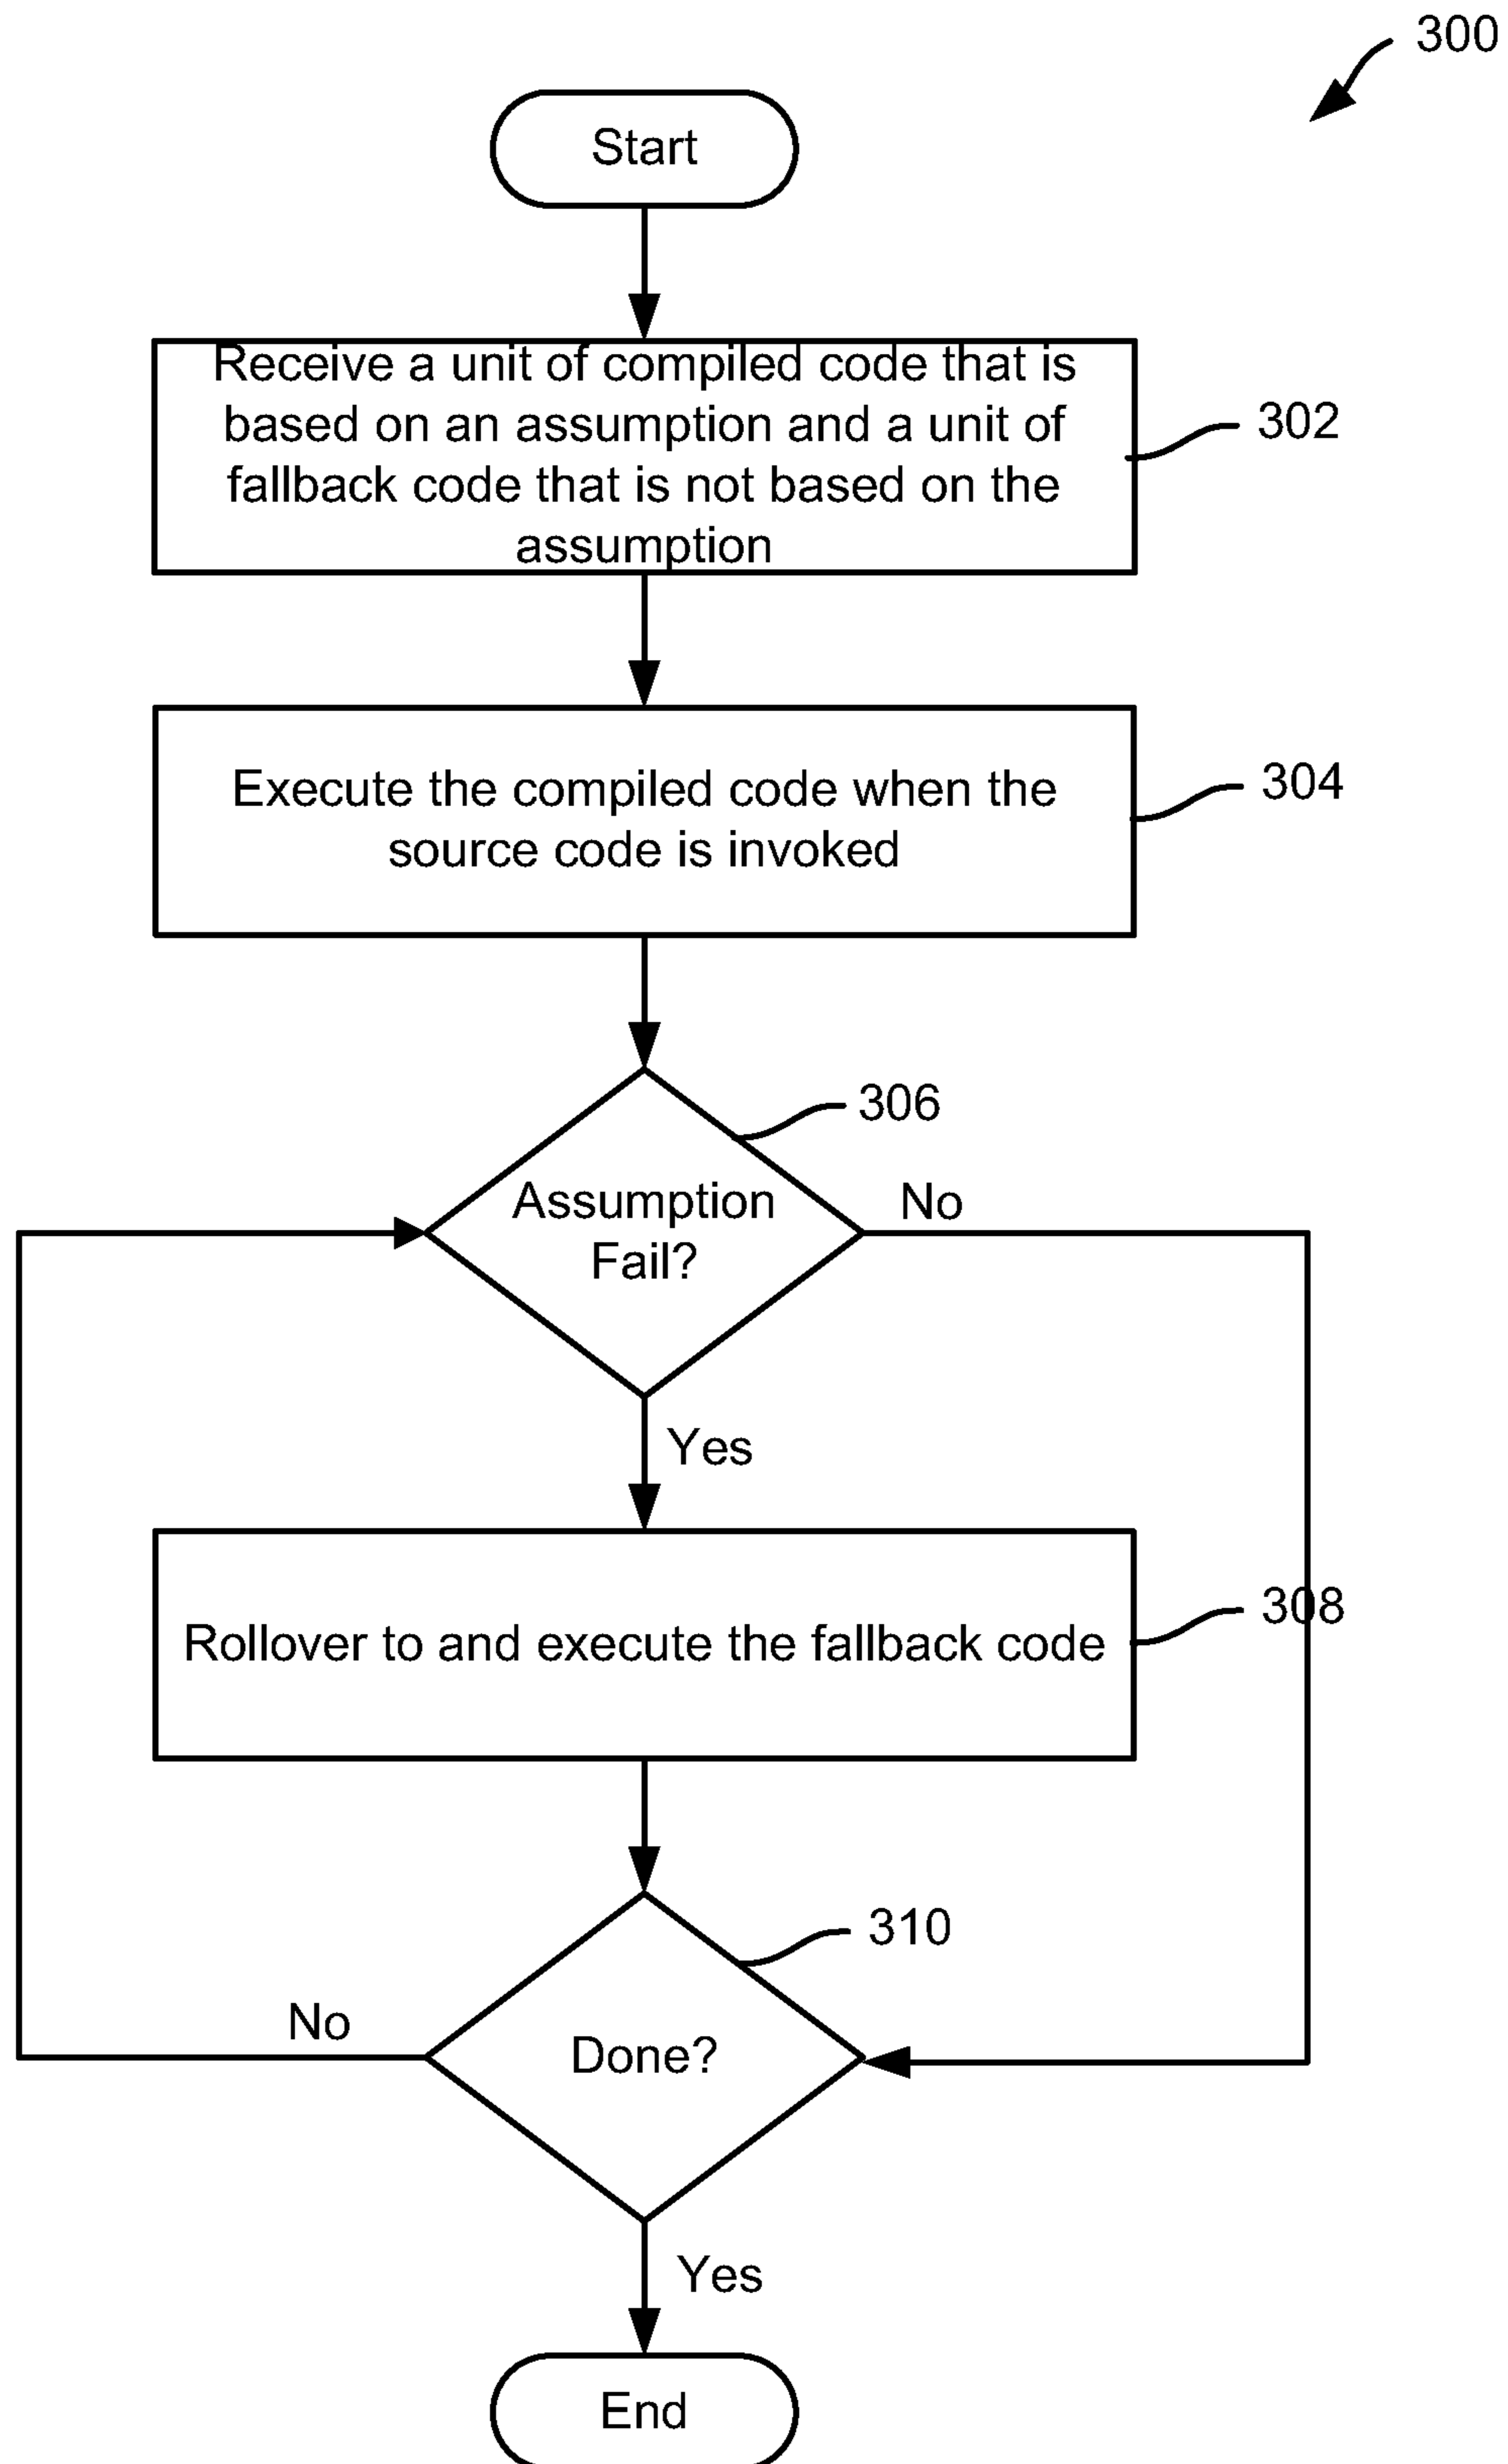 300
Start
Receive a unit of compiled code that is
based on an assumption and a unit of
fallback code that is not based on the
assumption
302
Execute the compiled code when the
source code is invoked
304
306
Assumption
Fail?
No
Yes
Rollover to and execute the fallback code
308
310
No
Done?
Yes
End